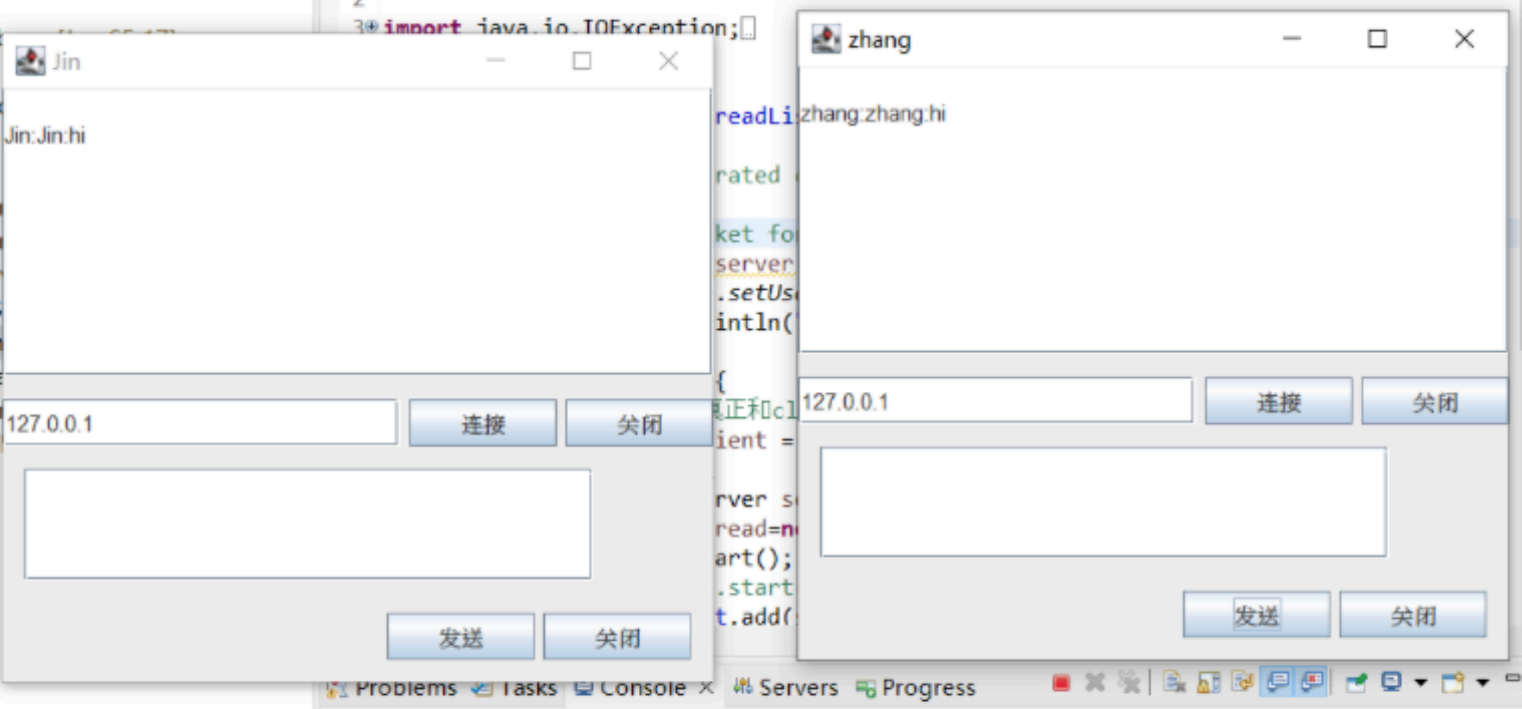 2
3 import java.io.IOException;
Jin
Jin:Jin:hi
127.0.0.1
连接
关闭
发送
关闭
readLi
rated
ket fo
server
.setUs
intln(
{
正和cl
ient =
rver s
read=n
art();
.start
t.add(
zhang
zhang:zhang:hi
127.0.0.1
连接
关闭
发送
关闭
Problems
Tasks
Console
Servers
Progress